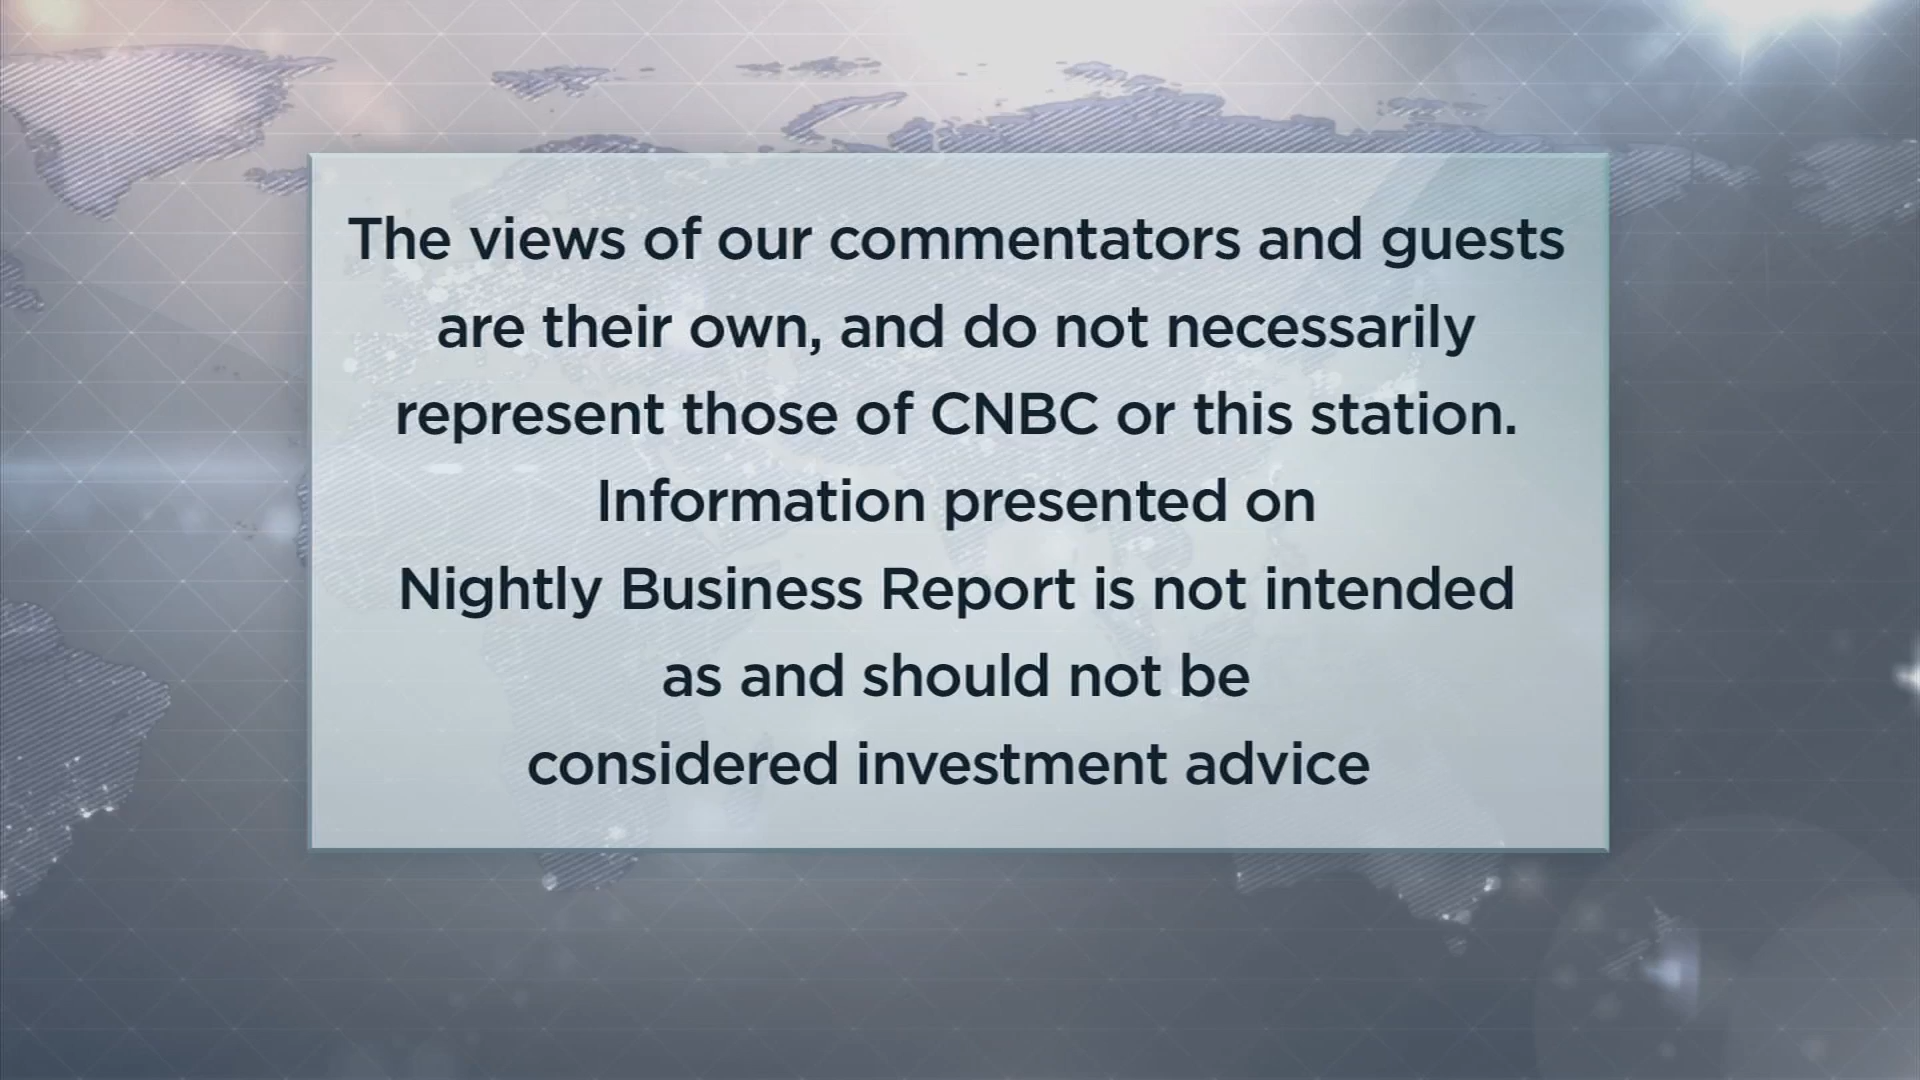 The views of our commentators and guests
are their own, and do not necessarily
represent those of CNBC or this station.
Information presented on
Nightly Business Report is not intended
as and should not be
considered investment advice